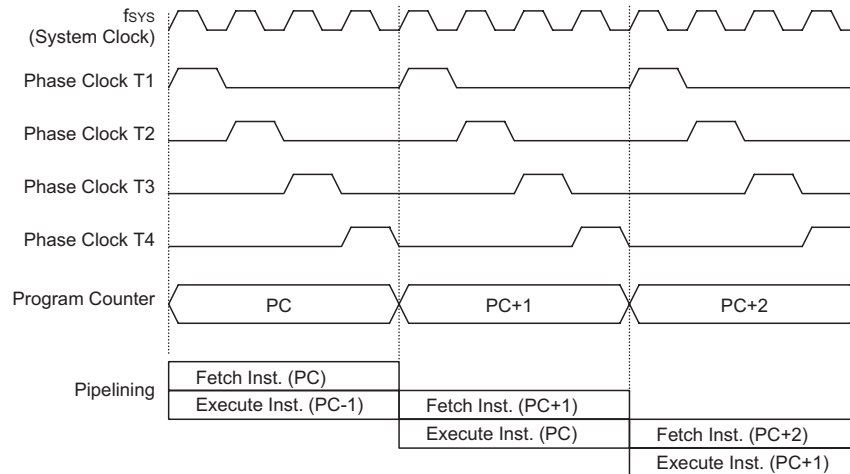 fSYS
(System Clock)
Phase Clock T1
Phase Clock T2
Phase Clock T3
Phase Clock T4
Program Counter
PC
PC+1
PC+2
Pipelining
Fetch Inst. (PC)
Execute Inst. (PC-1)
Fetch Inst. (PC+1)
Execute Inst. (PC)
Fetch Inst. (PC+2)
Execute Inst. (PC+1)